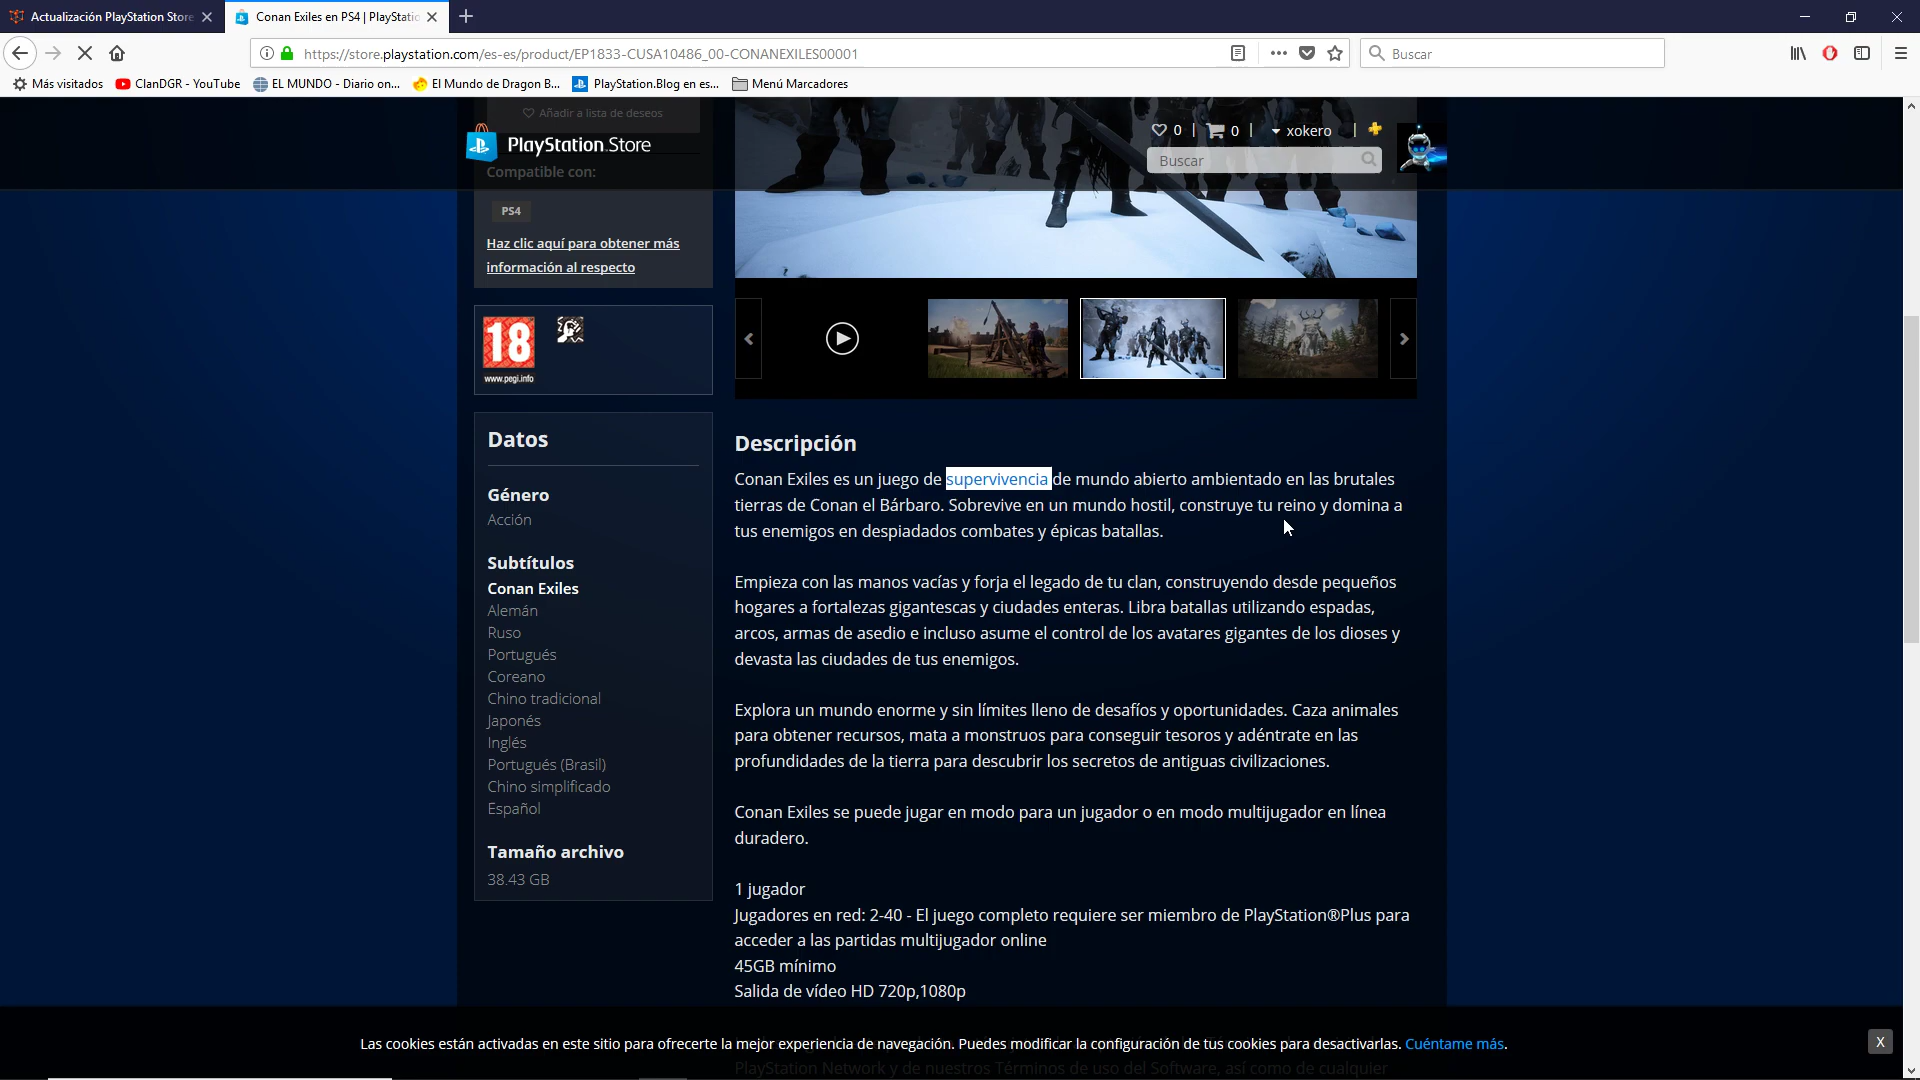 Actualización PlayStation Store
Conan Exiles en PS4 | PlayStatio
https://store.playstation.com/es-es/product/EP1833-CUSA10486_00-CONANEXILES00001
Buscar
Más visitados
ClanDGR - YouTube
EL MUNDO - Diario on...
El Mundo de Dragon B...
PlayStation.Blog en es...
Menú Marcadores
Añadir a lista de deseos
PlayStation Store
0 | 0 | xokero |
Buscar
Compatible con:
PS4
Haz clic aquí para obtener más
información al respecto
18
www.pegi.info
Datos
Género
Acción
Subtítulos
Conan Exiles
Alemán
Ruso
Portugués
Coreano
Chino tradicional
Japonés
Inglés
Portugués (Brasil)
Chino simplificado
Español
Tamaño archivo
38.43 GB
Descripción
Conan Exiles es un juego de supervivencia de mundo abierto ambientado en las brutales
tierras de Conan el Bárbaro. Sobrevive en un mundo hostil, construye tu reino y domina a
tus enemigos en despiadados combates y épicas batallas.
Empieza con las manos vacías y forja el legado de tu clan, construyendo desde pequeños
hogares a fortalezas gigantescas y ciudades enteras. Libra batallas utilizando espadas,
arcos, armas de asedio e incluso asume el control de los avatares gigantes de los dioses y
devasta las ciudades de tus enemigos.
Explora un mundo enorme y sin límites lleno de desafíos y oportunidades. Caza animales
para obtener recursos, mata a monstruos para conseguir tesoros y adéntrate en las
profundidades de la tierra para descubrir los secretos de antiguas civilizaciones.
Conan Exiles se puede jugar en modo para un jugador o en modo multijugador en línea
duradero.
1 jugador
Jugadores en red: 2-40 - El juego completo requiere ser miembro de PlayStation®Plus para
acceder a las partidas multijugador online
45GB mínimo
Salida de vídeo HD 720p,1080p
Las cookies están activadas en este sitio para ofrecerte la mejor experiencia de navegación. Puedes modificar la configuración de tus cookies para desactivarlas. Cuéntame más.
X
PlayStation Network y de nuestros Términos de uso del Software, así como de cualquier